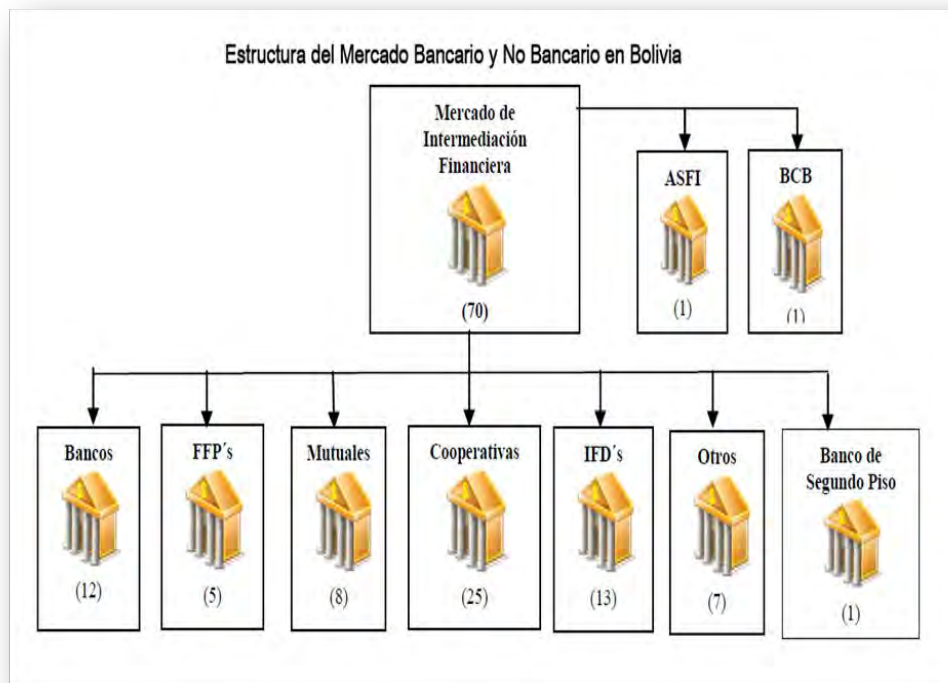 Estructura del Mercado Bancario y No Bancario en Bolivia
Mercado de
Intermediación
Financiera
(70)
ASFI
(1)
BCB
(1)
Bancos
(12)
FFP´s
(5)
Mutuales
(8)
Cooperativas
(25)
IFD´s
(13)
Otros
(7)
Banco de
Segundo Piso
(1)